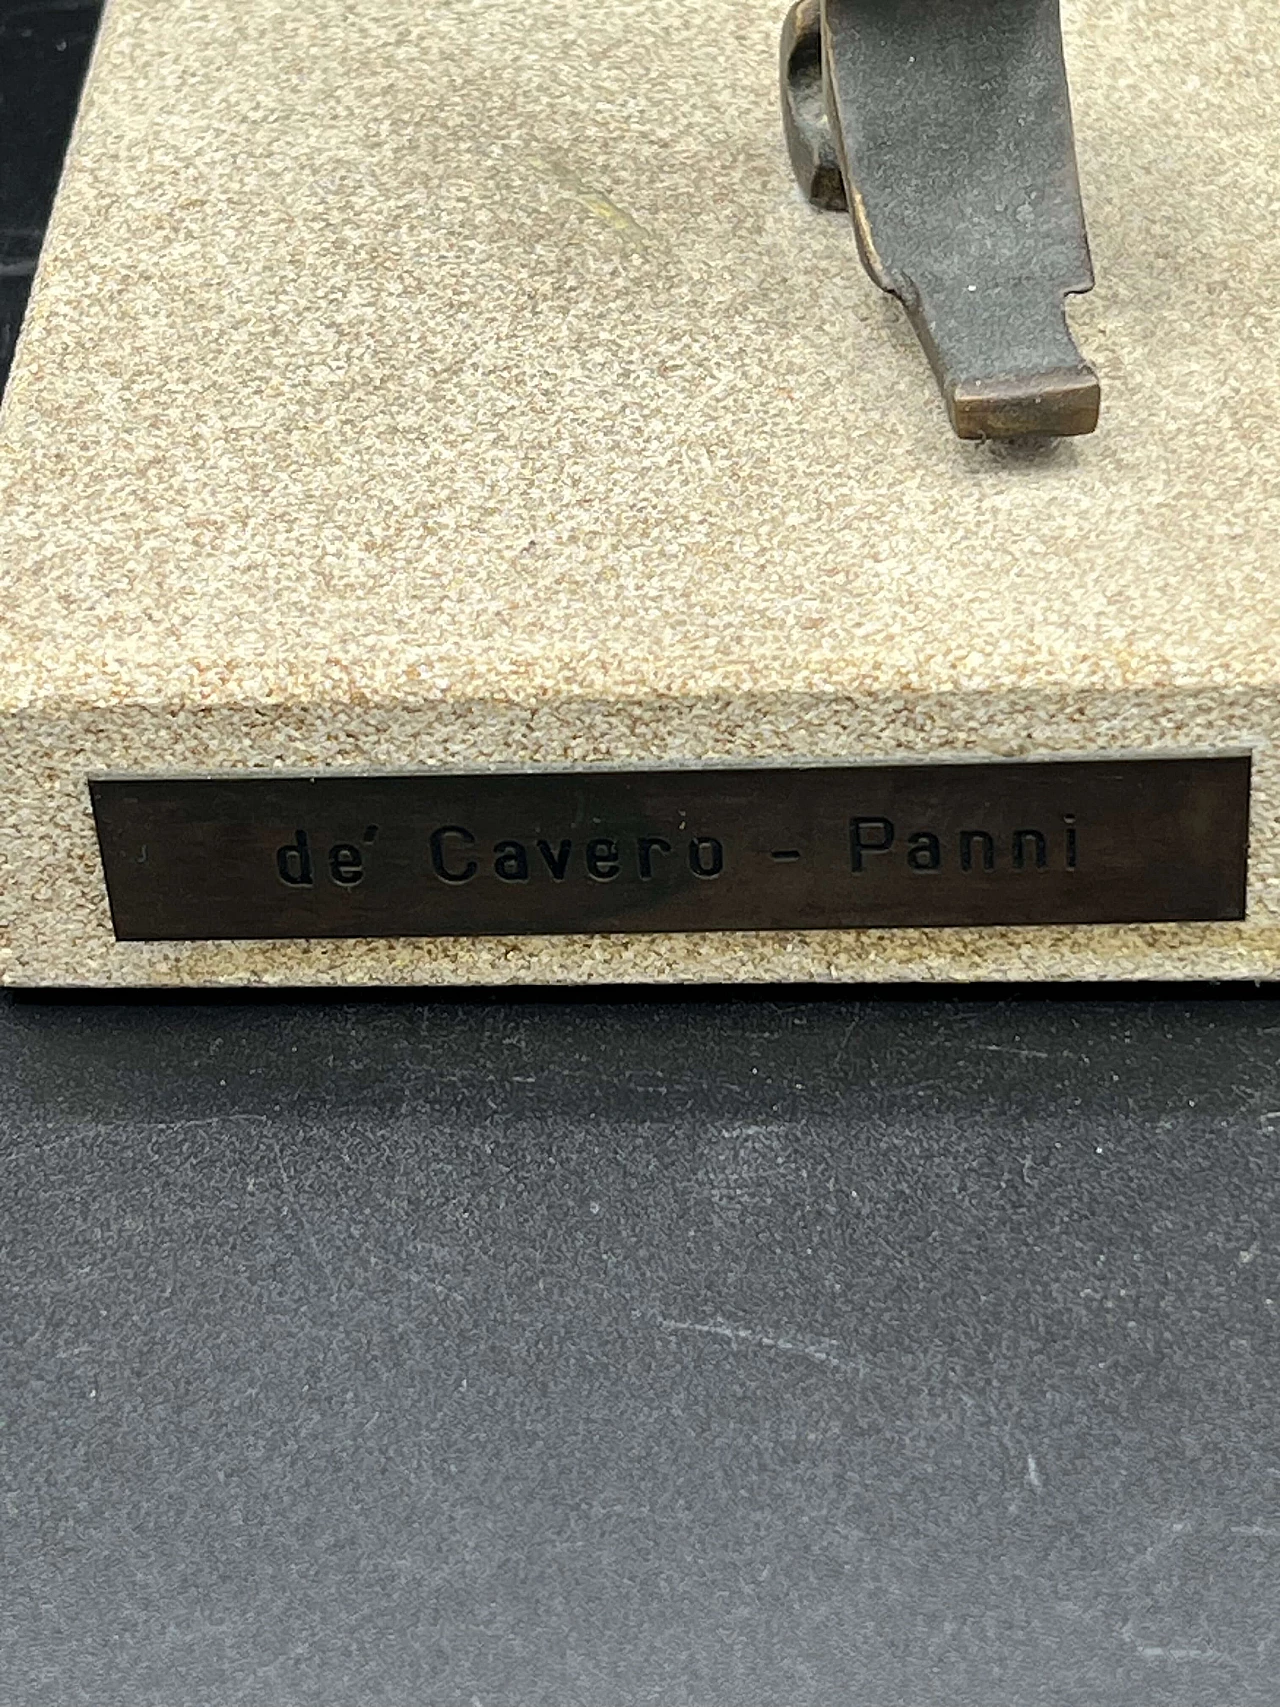 de' Cavero - Panni